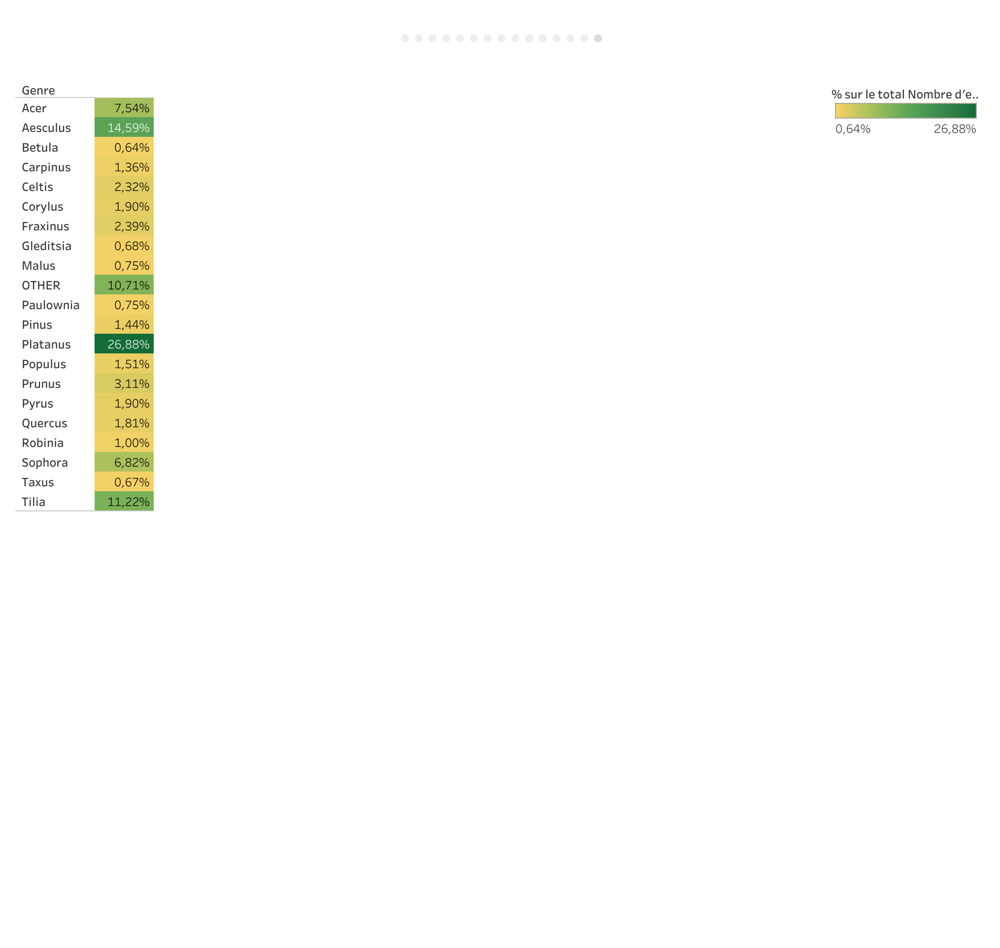 Genre
Acer 7,54%
Aesculus 14,59%
Betula 0,64%
Carpinus 1,36%
Celtis 2,32%
Corylus 1,90%
Fraxinus 2,39%
Gleditsia 0,68%
Malus 0,75%
OTHER 10,71%
Paulownia 0,75%
Pinus 1,44%
Platanus 26,88%
Populus 1,51%
Prunus 3,11%
Pyrus 1,90%
Quercus 1,81%
Robinia 1,00%
Sophora 6,82%
Taxus 0,67%
Tilia 11,22%
% sur le total Nombre d’e..
0,64% 26,88%